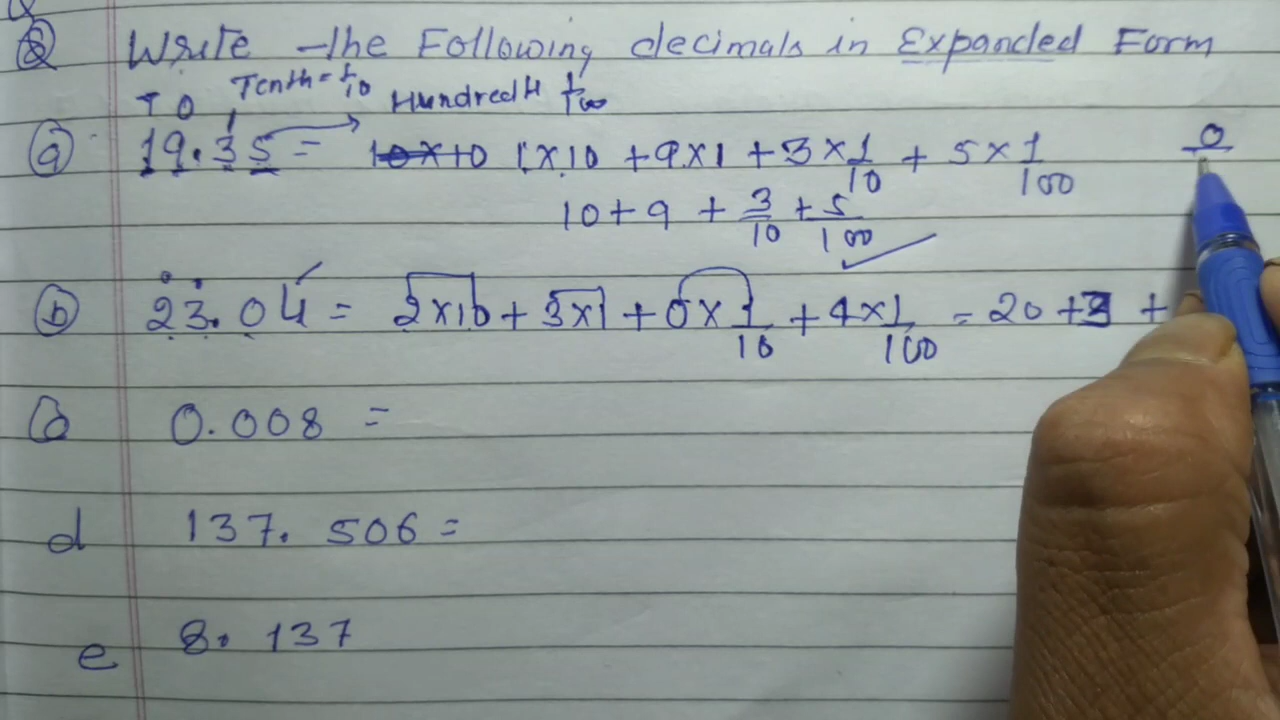 Q Write the Following decimals in Expanded Form
T O Tenth = 1/10 Hundredth 1/100
a 19.35 = 1×10 + 9×1 + 3×1/10 + 5×1/100 0
10 + 9 + 3/10 + 5/100
b 23.04 = 2×10 + 3×1 + 0×1/10 + 4×1/100 = 20 + 3 +
c 0.008 =
d 137.506 =
e 8.137